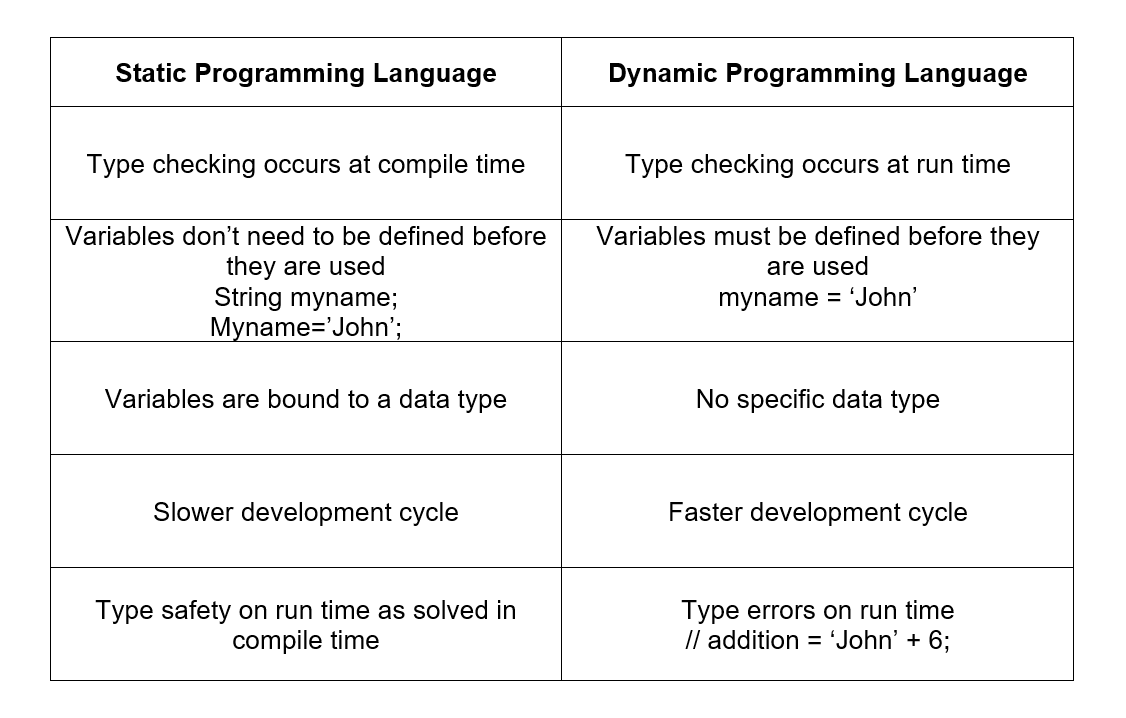 Static Programming Language
Dynamic Programming Language
Type checking occurs at compile time
Type checking occurs at run time
Variables don’t need to be defined before
they are used
String myname;
Myname=’John’;
Variables must be defined before they
are used
myname = ‘John’
Variables are bound to a data type
No specific data type
Slower development cycle
Faster development cycle
Type safety on run time as solved in
compile time
Type errors on run time
// addition = ‘John’ + 6;